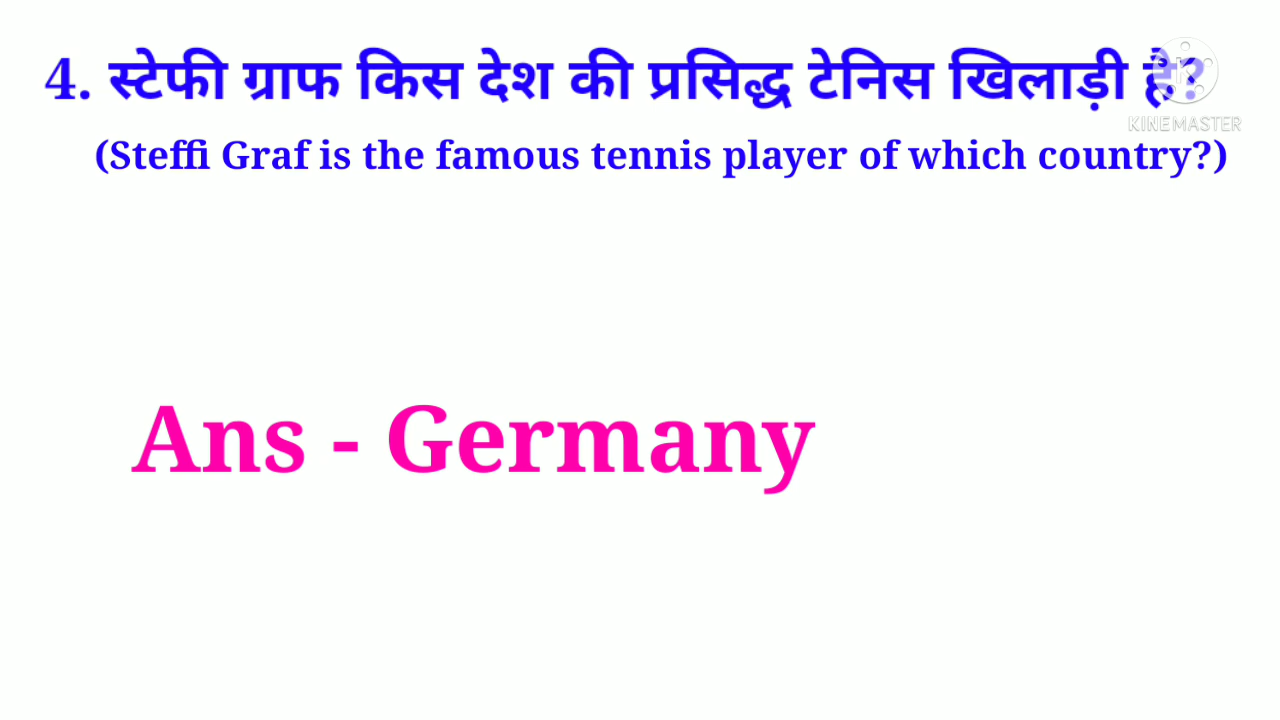 4. स्टेफी ग्राफ किस देश की प्रसिद्ध टेनिस खिलाड़ी है?
(Steffi Graf is the famous tennis player of which country?)
KINEMASTER
Ans - Germany